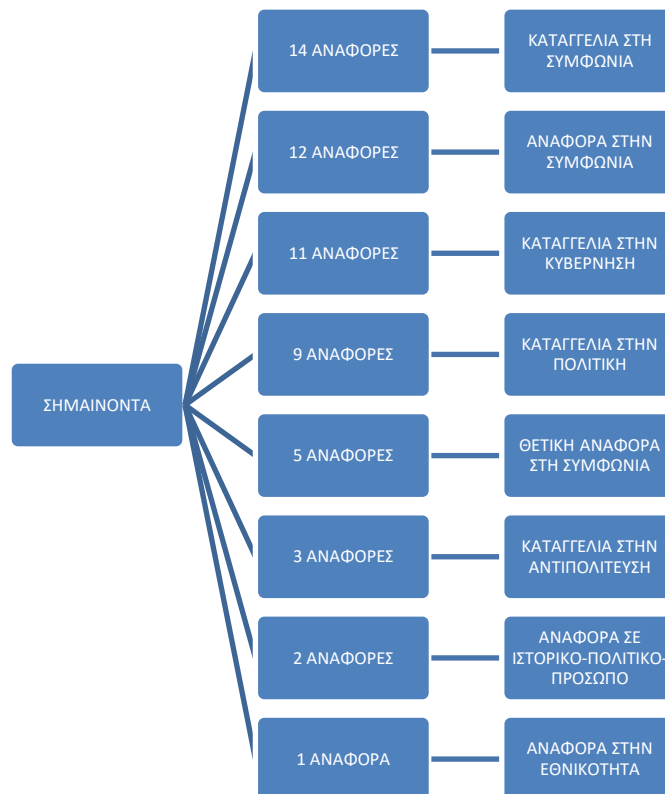 14 ΑΝΑΦΟΡΕΣ
ΚΑΤΑΓΓΕΛΙΑ ΣΤΗ
ΣΥΜΦΩΝΙΑ
12 ΑΝΑΦΟΡΕΣ
ΑΝΑΦΟΡΑ ΣΤΗΝ
ΣΥΜΦΩΝΙΑ
11 ΑΝΑΦΟΡΕΣ
ΚΑΤΑΓΓΕΛΙΑ ΣΤΗΝ
ΚΥΒΕΡΝΗΣΗ
ΣΗΜΑΙΝΟΝΤΑ
9 ΑΝΑΦΟΡΕΣ
ΚΑΤΑΓΓΕΛΙΑ ΣΤΗΝ
ΠΟΛΙΤΙΚΗ
5 ΑΝΑΦΟΡΕΣ
ΘΕΤΙΚΗ ΑΝΑΦΟΡΑ
ΣΤΗ ΣΥΜΦΩΝΙΑ
3 ΑΝΑΦΟΡΕΣ
ΚΑΤΑΓΓΕΛΙΑ ΣΤΗΝ
ΑΝΤΙΠΟΛΙΤΕΥΣΗ
2 ΑΝΑΦΟΡΕΣ
ΑΝΑΦΟΡΑ ΣΕ
ΙΣΤΟΡΙΚΟ-ΠΟΛΙΤΙΚΟ-
ΠΡΟΣΩΠΟ
1 ΑΝΑΦΟΡΑ
ΑΝΑΦΟΡΑ ΣΤΗΝ
ΕΘΝΙΚΟΤΗΤΑ